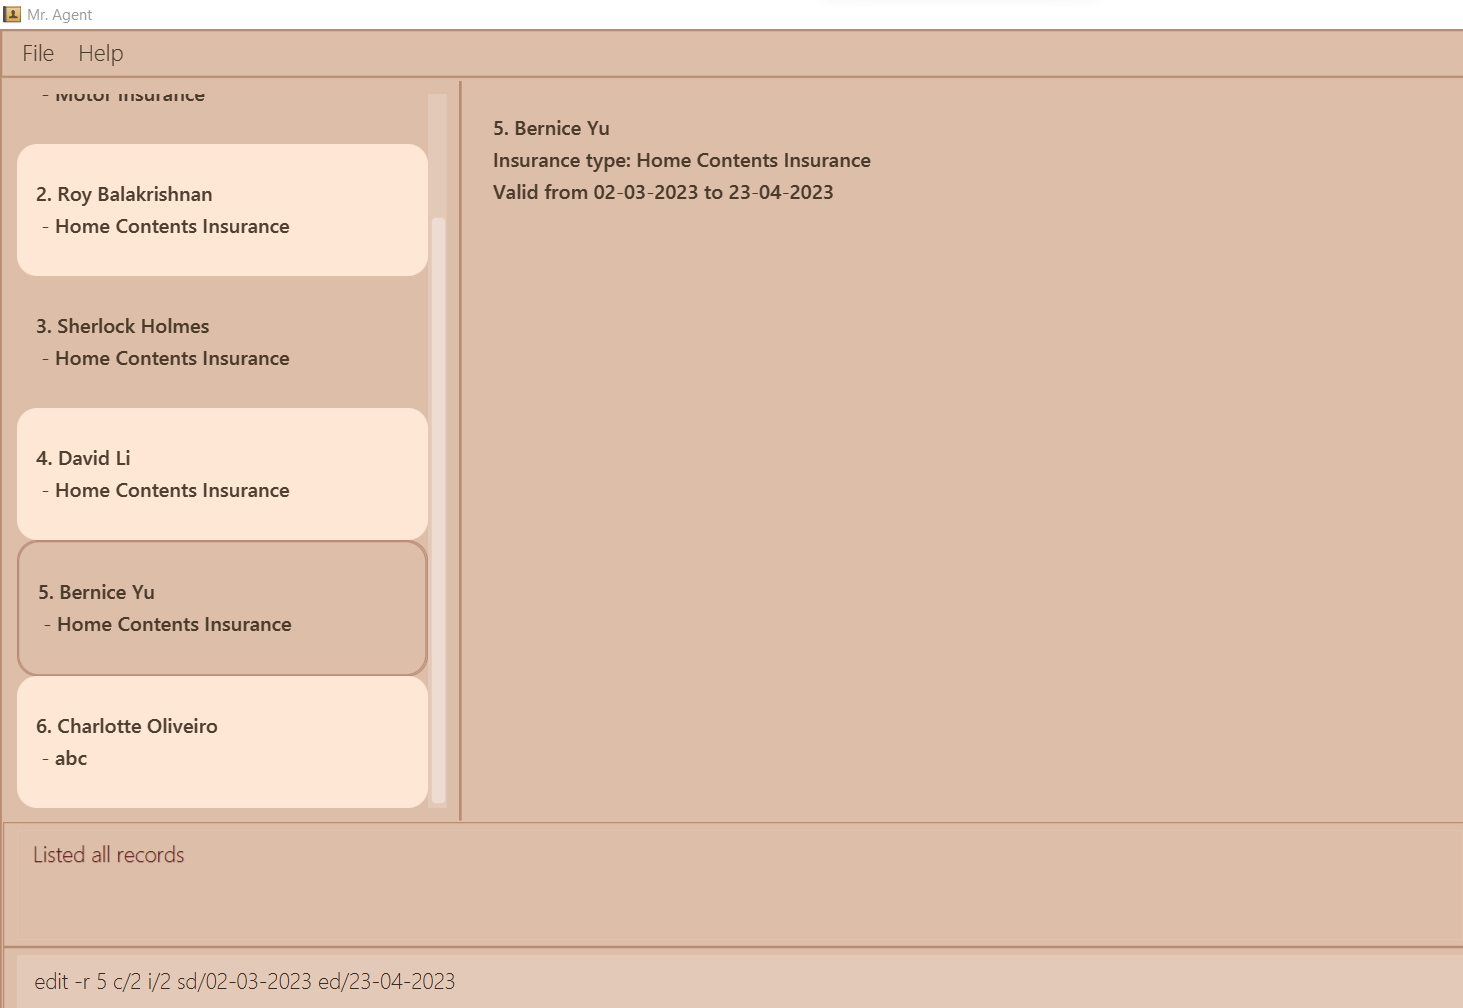 Mr. Agent
File Help
- Motor Insurance
2. Roy Balakrishnan
- Home Contents Insurance
3. Sherlock Holmes
- Home Contents Insurance
4. David Li
- Home Contents Insurance
5. Bernice Yu
- Home Contents Insurance
6. Charlotte Oliveiro
- abc
5. Bernice Yu
Insurance type: Home Contents Insurance
Valid from 02-03-2023 to 23-04-2023
Listed all records
edit -r 5 c/2 i/2 sd/02-03-2023 ed/23-04-2023